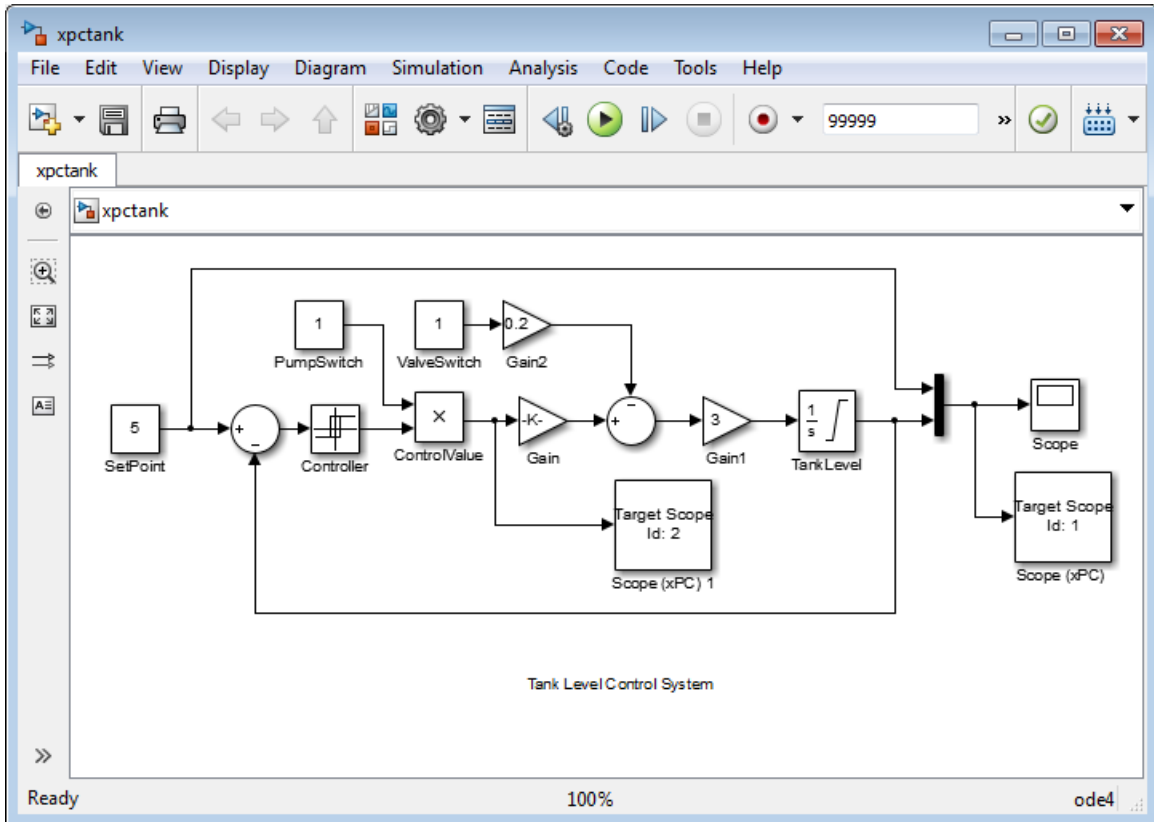 xpctank
File Edit View Display Diagram Simulation Analysis Code Tools Help
99999 »
xpctank
xpctank
1
PumpSwitch
1
ValveSwitch
0.2
Gain2
5
SetPoint
+
-
Controller
×
ControlValue
-K-
Gain
+
-
3
Gain1
1
s
TankLevel
Scope
Target Scope
Id: 2
Scope (xPC) 1
Target Scope
Id: 1
Scope (xPC)
Tank Level Control System
»
Ready 100% ode4